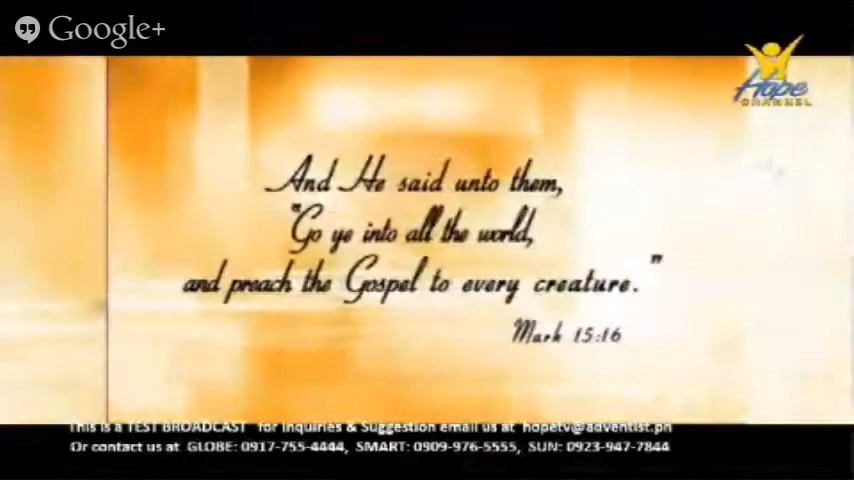 Google+
Hope
CHANNEL
And He said unto them,
"Go ye into all the world,
and preach the Gospel to every creature."
Mark 15:16
This is a TEST BROADCAST for Inquiries & Suggestion email us at hopetv@adventist.ph
Or contact us at GLOBE: 0917-755-4444, SMART: 0909-976-5555, SUN: 0923-947-7844